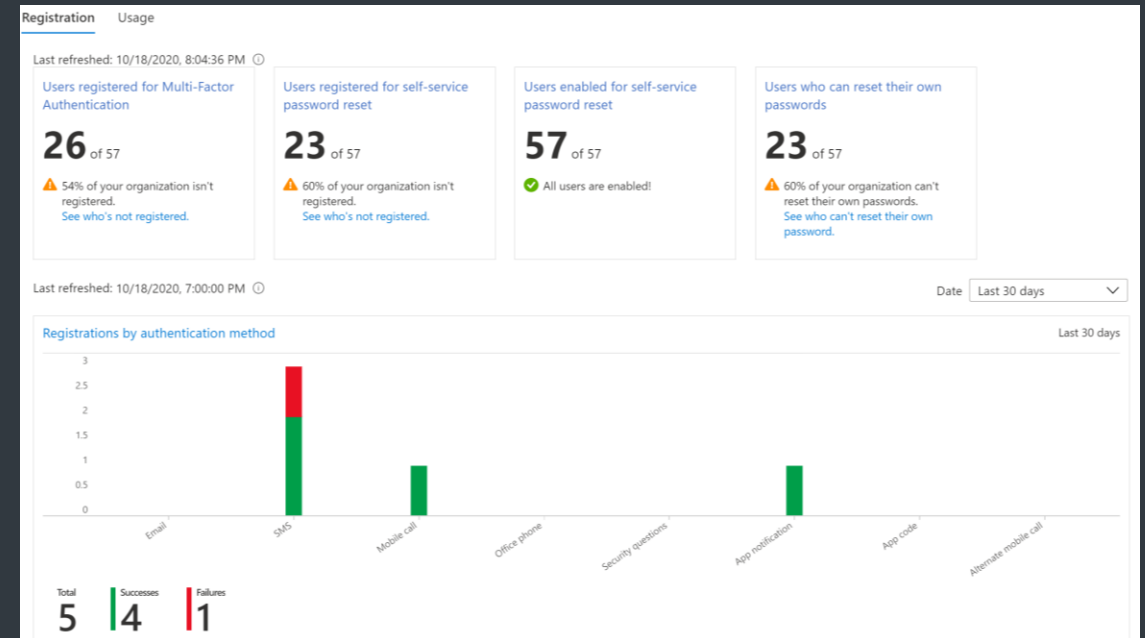 Registration Usage
Last refreshed: 10/18/2020, 8:04:36 PM
Users registered for Multi-Factor
Authentication
26 of 57
54% of your organization isn't
registered.
See who's not registered.
Users registered for self-service
password reset
23 of 57
60% of your organization isn't
registered.
See who's not registered.
Users enabled for self-service
password reset
57 of 57
All users are enabled!
Users who can reset their own
passwords
23 of 57
60% of your organization can't
reset their own passwords.
See who can't reset their own
password.
Last refreshed: 10/18/2020, 7:00:00 PM
Date Last 30 days
Registrations by authentication method
Last 30 days
3
2.5
2
1.5
1
0.5
0
Email
SMS
Mobile call
Office phone
Security questions
App notification
App code
Alternate mobile call
Total
5
Successes
4
Failures
1